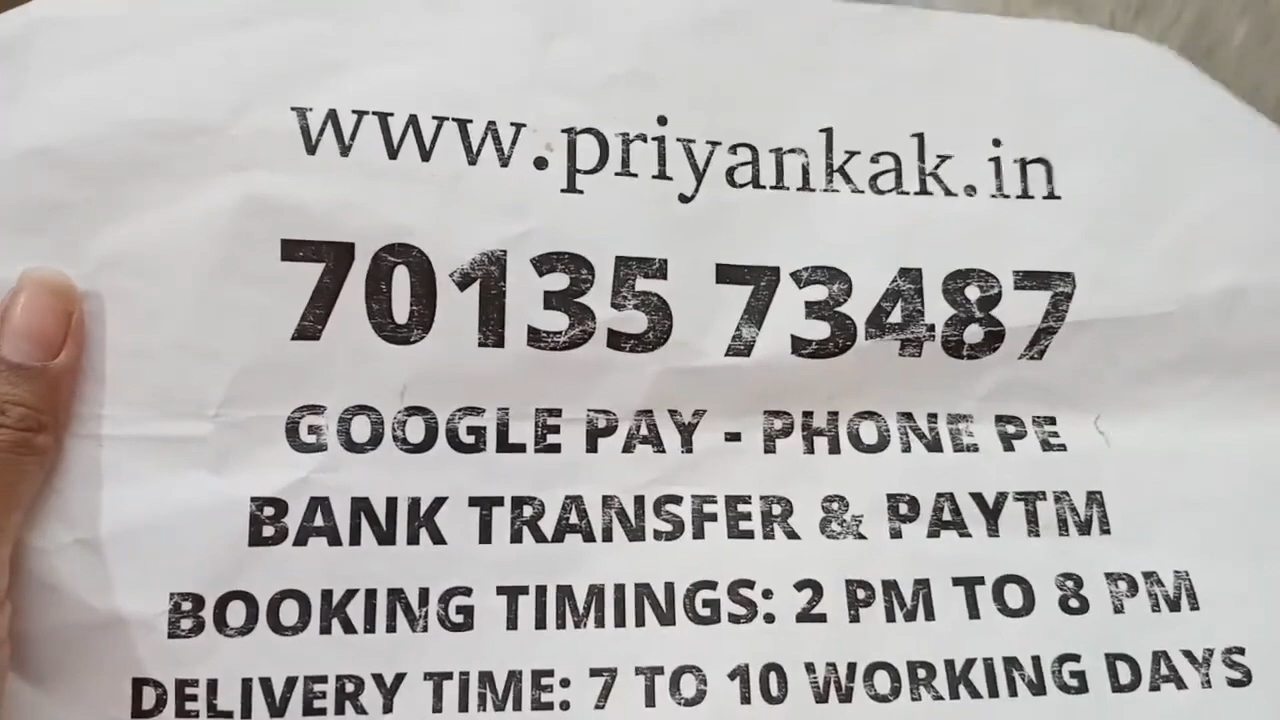 www.priyankak.in
70135 73487
GOOGLE PAY - PHONE PE
BANK TRANSFER & PAYTM
BOOKING TIMINGS: 2 PM TO 8 PM
DELIVERY TIME: 7 TO 10 WORKING DAYS